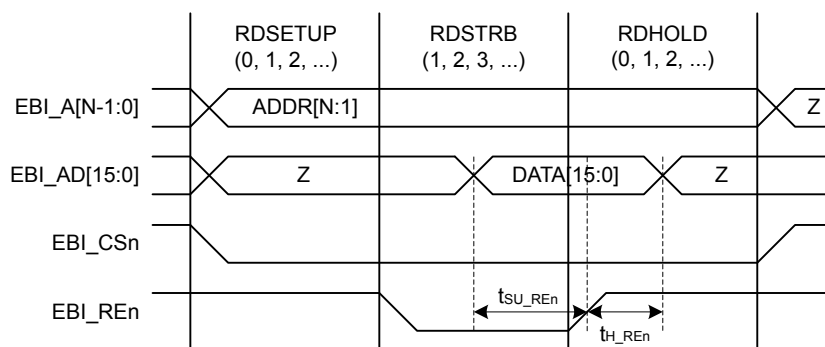 RDSETUP
(0, 1, 2, ...)
RDSTRB
(1, 2, 3, ...)
RDHOLD
(0, 1, 2, ...)
EBI_A[N-1:0]
ADDR[N:1]
Z
EBI_AD[15:0]
Z
DATA[15:0]
Z
EBI_CSn
EBI_REn
tSU_REn
tH_REn